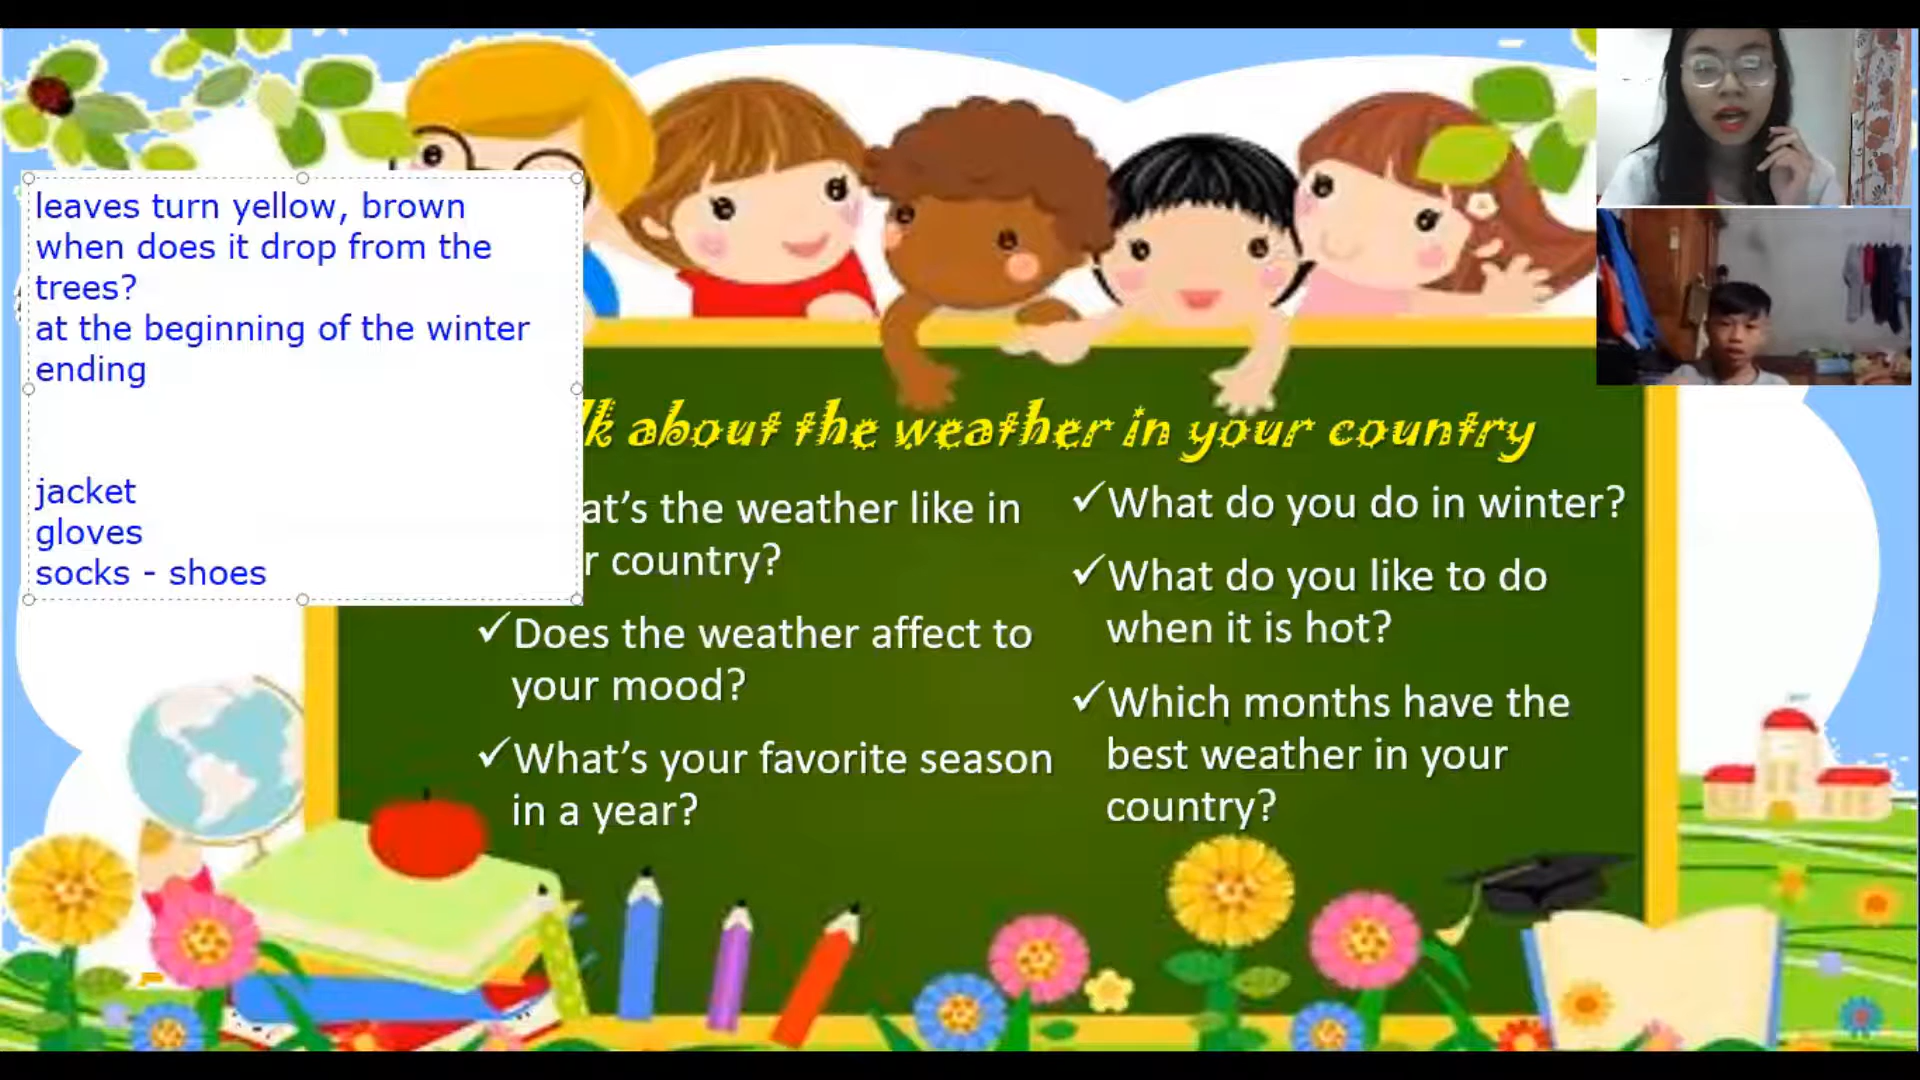 leaves turn yellow, brown
when does it drop from the
trees?
at the beginning of the winter
ending
jacket
gloves
socks - shoes
lk about the weather in your country
at's the weather like in
r country?
✓Does the weather affect to
your mood?
✓What's your favorite season
in a year?
✓What do you do in winter?
✓What do you like to do
when it is hot?
✓Which months have the
best weather in your
country?